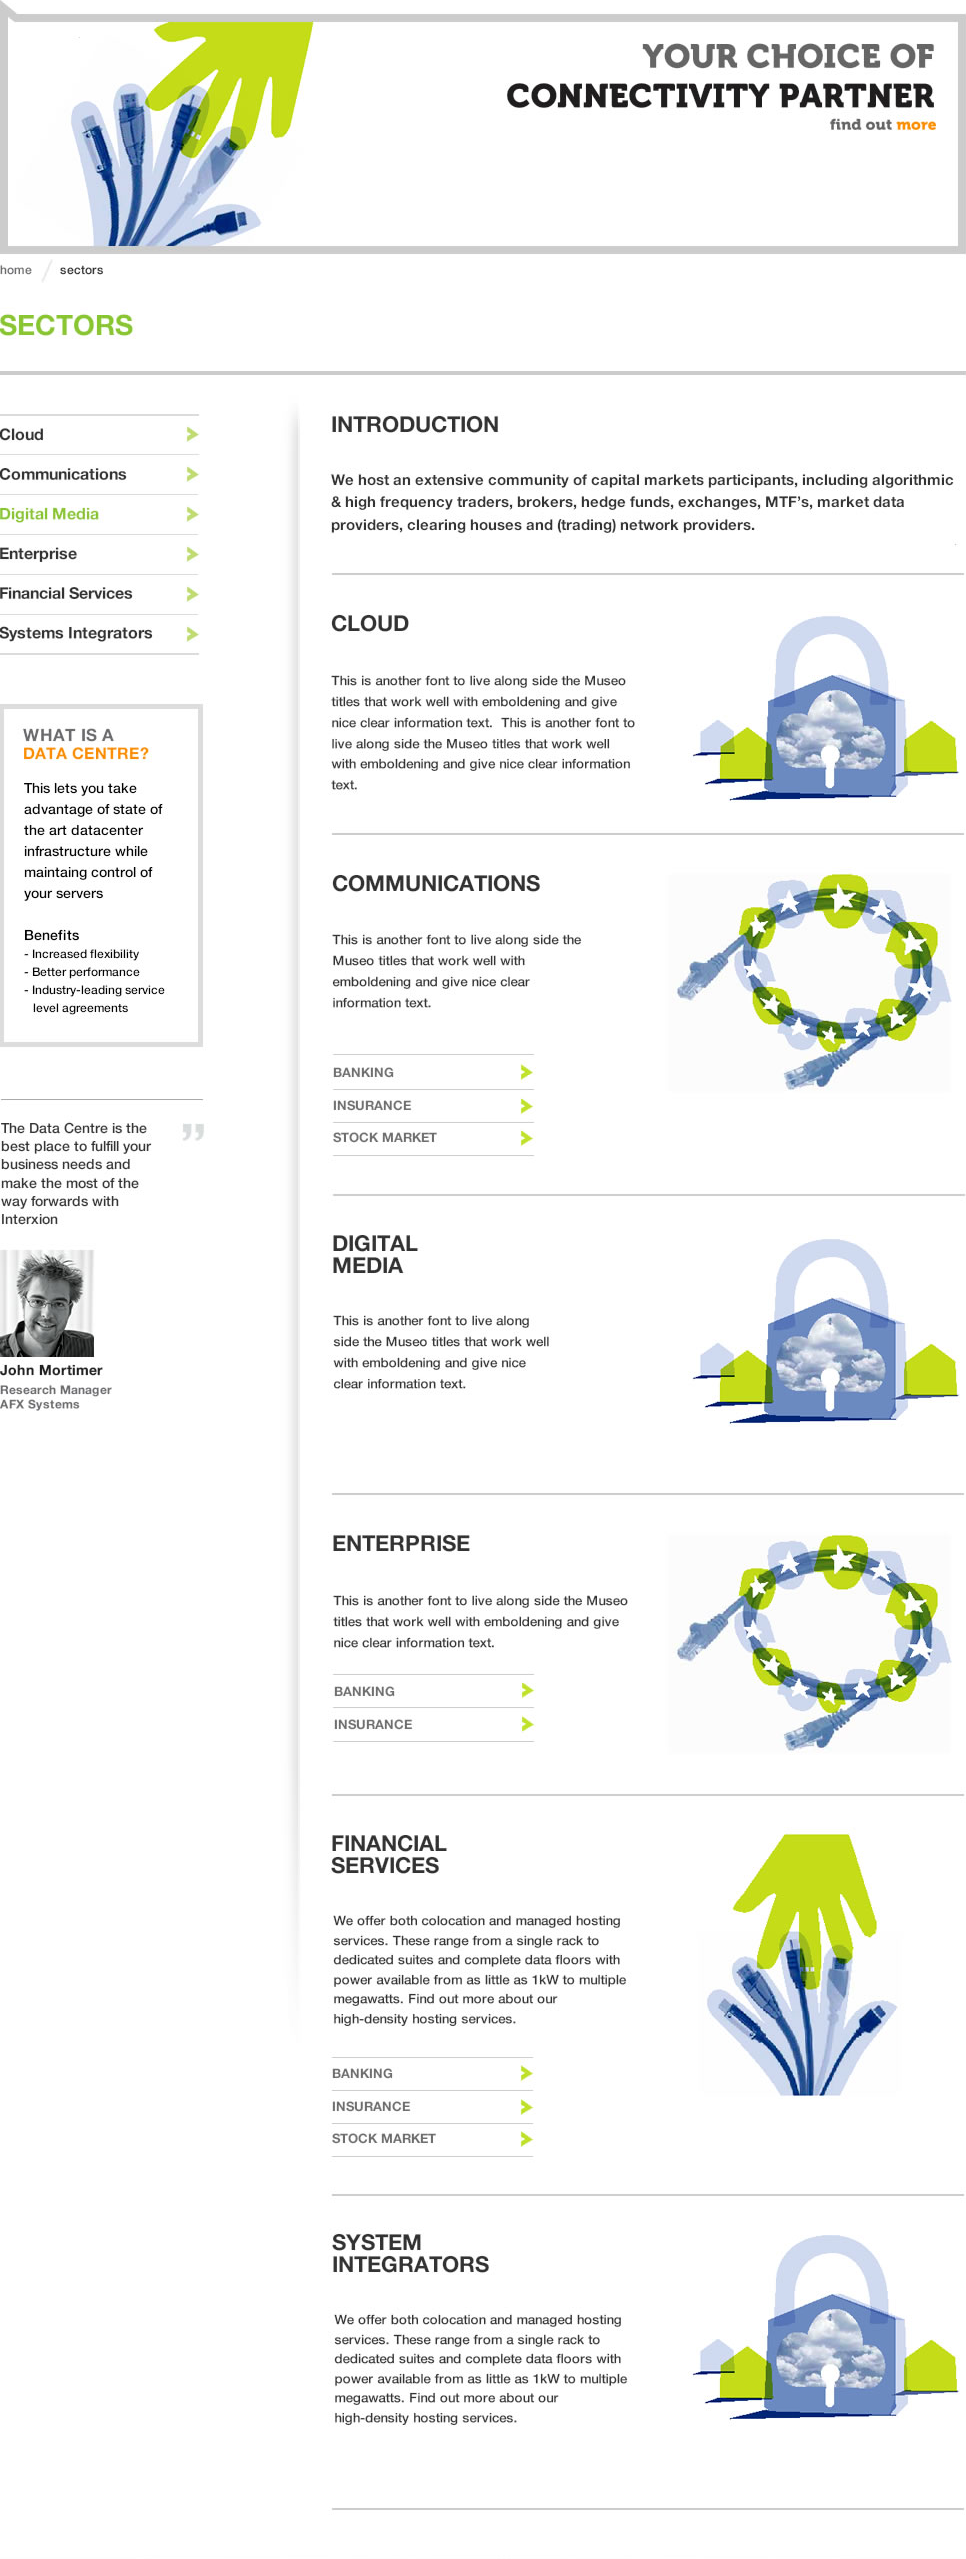 YOUR CHOICE OF
CONNECTIVITY PARTNER
find out more
home / sectors
SECTORS
Cloud
Communications
Digital Media
Enterprise
Financial Services
Systems Integrators
WHAT IS A
DATA CENTRE?
This lets you take
advantage of state of
the art datacenter
infrastructure while
maintaing control of
your servers
Benefits
- Increased flexibility
- Better performance
- Industry-leading service
level agreements
The Data Centre is the
best place to fulfill your
business needs and
make the most of the
way forwards with
Interxion
”
John Mortimer
Research Manager
AFX Systems
INTRODUCTION
We host an extensive community of capital markets participants, including algorithmic
& high frequency traders, brokers, hedge funds, exchanges, MTF’s, market data
providers, clearing houses and (trading) network providers.
CLOUD
This is another font to live along side the Museo
titles that work well with emboldening and give
nice clear information text.  This is another font to
live along side the Museo titles that work well
with emboldening and give nice clear information
text.
COMMUNICATIONS
This is another font to live along side the
Museo titles that work well with
emboldening and give nice clear
information text.
BANKING
INSURANCE
STOCK MARKET
DIGITAL
MEDIA
This is another font to live along
side the Museo titles that work well
with emboldening and give nice
clear information text.
ENTERPRISE
This is another font to live along side the Museo
titles that work well with emboldening and give
nice clear information text.
BANKING
INSURANCE
FINANCIAL
SERVICES
We offer both colocation and managed hosting
services. These range from a single rack to
dedicated suites and complete data floors with
power available from as little as 1kW to multiple
megawatts. Find out more about our
high-density hosting services.
BANKING
INSURANCE
STOCK MARKET
SYSTEM
INTEGRATORS
We offer both colocation and managed hosting
services. These range from a single rack to
dedicated suites and complete data floors with
power available from as little as 1kW to multiple
megawatts. Find out more about our
high-density hosting services.